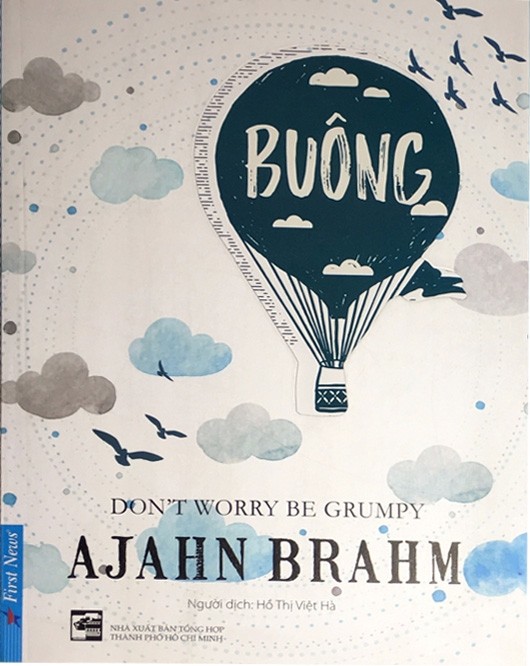 BUÔNG
DON'T WORRY BE GRUMPY
AJAHN BRAHM
Người dịch: Hồ Thị Việt Hà
First News
NHÀ XUẤT BẢN TỔNG HỢP
THÀNH PHỐ HỒ CHÍ MINH